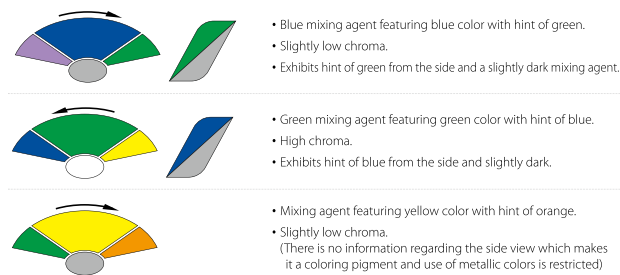 • Blue mixing agent featuring blue color with hint of green.
• Slightly low chroma.
• Exhibits hint of green from the side and a slightly dark mixing agent.
• Green mixing agent featuring green color with hint of blue.
• High chroma.
• Exhibits hint of blue from the side and slightly dark.
• Mixing agent featuring yellow color with hint of orange.
• Slightly low chroma.
(There is no information regarding the side view which makes
it a coloring pigment and use of metallic colors is restricted)